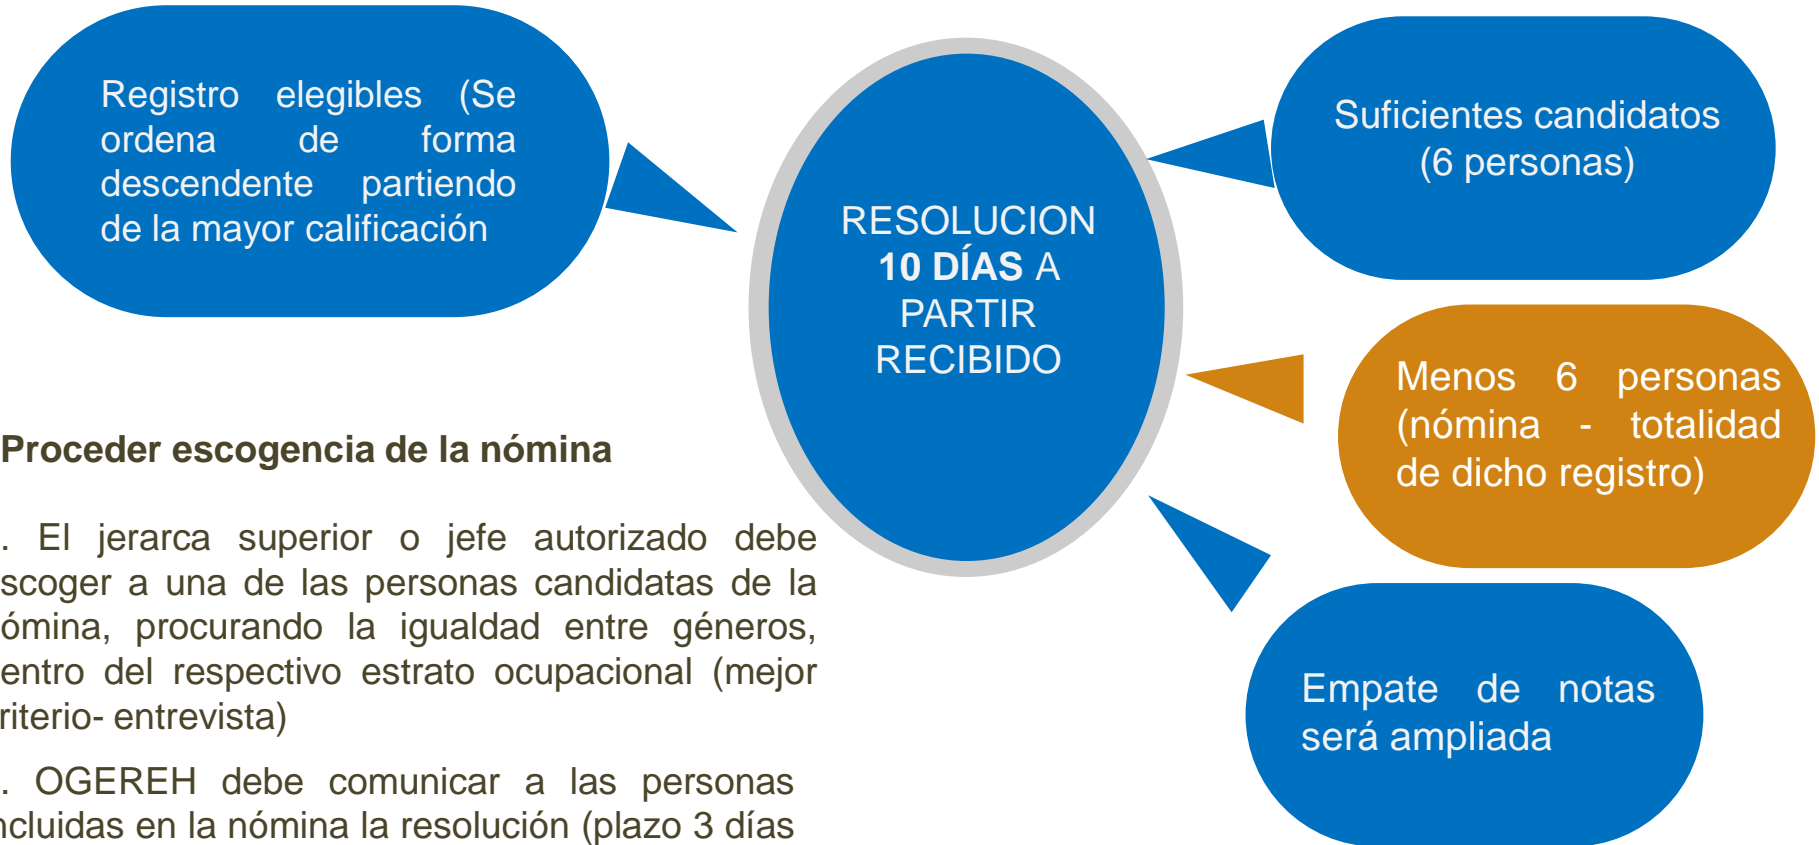 Registro elegibles (Se
ordena de forma
descendente partiendo
de la mayor calificación
RESOLUCION
10 DÍAS A
PARTIR
RECIBIDO
Suficientes candidatos
(6 personas)
Menos 6 personas
(nómina - totalidad
de dicho registro)
Empate de notas
será ampliada
Proceder escogencia de la nómina
. El jerarca superior o jefe autorizado debe
scoger a una de las personas candidatas de la
ómina, procurando la igualdad entre géneros,
entro del respectivo estrato ocupacional (mejor
riterio- entrevista)
. OGEREH debe comunicar a las personas
ncluidas en la nómina la resolución (plazo 3 días